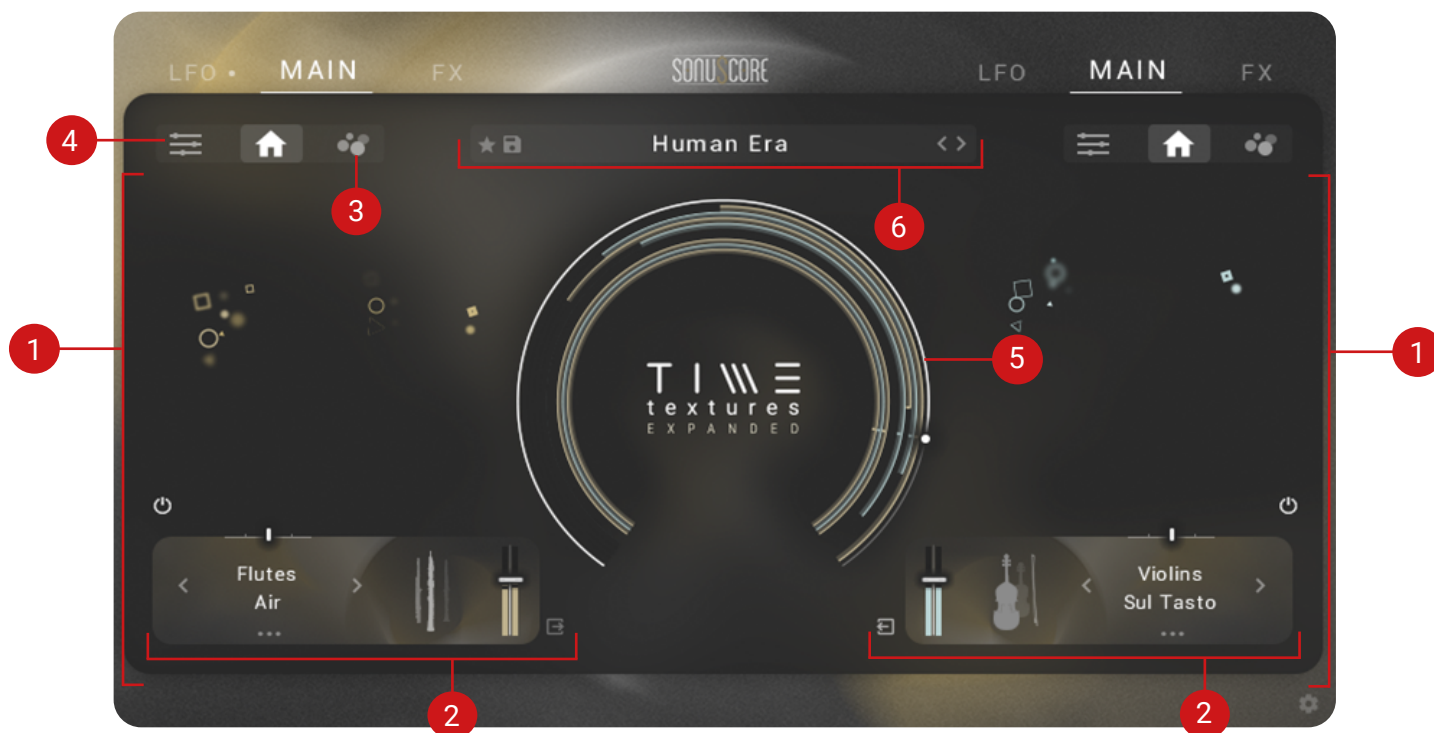 LFO • MAIN FX SONUSCORE LFO MAIN FX
4
Human Era
3
6
1
1
5
TIME
textures
EXPANDED
Flutes
Air
Violins
Sul Tasto
2
2